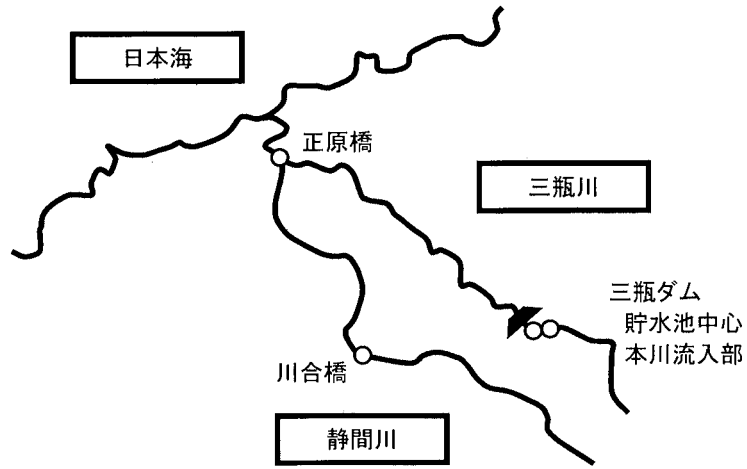 日本海
正原橋
三瓶川
三瓶ダム
貯水池中心
本川流入部
川合橋
静間川